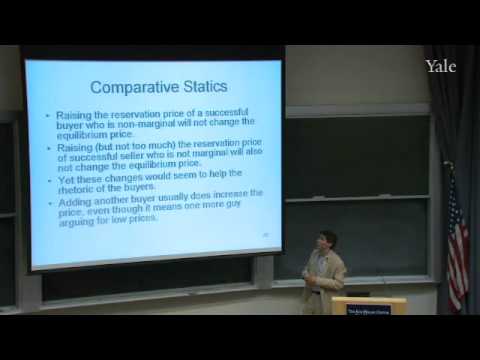 Yale
Comparative Statics
• Raising the reservation price of a successful
buyer who is non-marginal will not change the
equilibrium price.
• Raising (but not too much) the reservation price
of successful seller who is not marginal will also
not change the equilibrium price.
• Yet these changes would seem to help the
rhetoric of the buyers.
• Adding another buyer usually does increase the
price, even though it means one more guy
arguing for low prices.